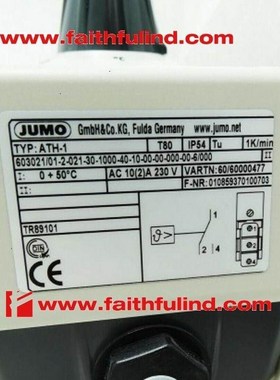 www.faithfulind.com
JUMO GmbH&Co.KG, Fulda Germany www.jumo.net
TYP: ATH-1 T80 IP54 Tu 1K/min
603021/01-2-021-30-1000-40-10-00-00-000-00-6/000
0 + 50°C AC 10(2)A 230 V VARTN: 60/60000477
F-NR: 010859370100703
TR89101
ϑ>
1
2 4
DIN
CE
www.faithfulind.com